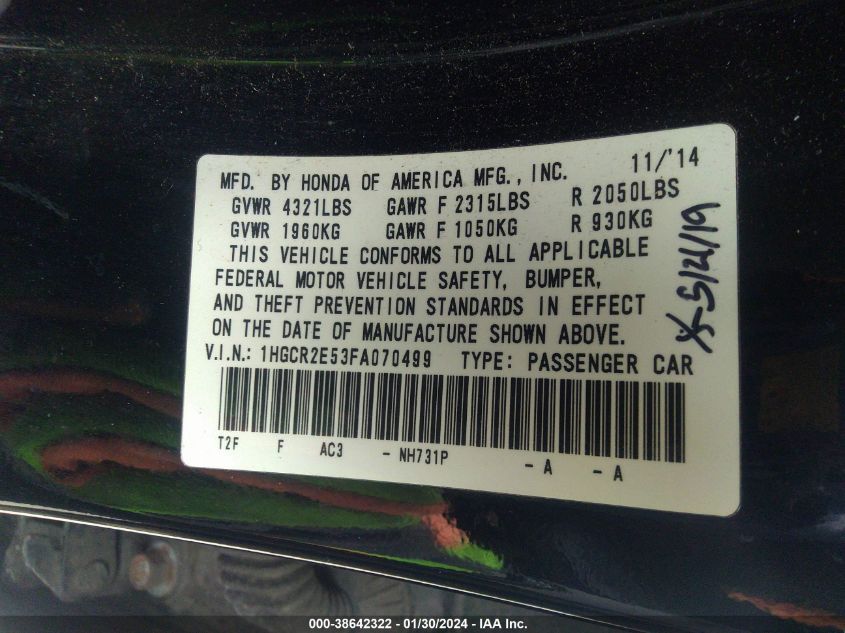 MFD. BY HONDA OF AMERICA MFG., INC. 11/'14
GVWR 4321LBS GAWR F 2315LBS R 2050LBS
GVWR 1960KG GAWR F 1050KG R 930KG
THIS VEHICLE CONFORMS TO ALL APPLICABLE
FEDERAL MOTOR VEHICLE SAFETY, BUMPER,
AND THEFT PREVENTION STANDARDS IN EFFECT
ON THE DATE OF MANUFACTURE SHOWN ABOVE.
V.I.N.: 1HGCR2E53FA070499 TYPE: PASSENGER CAR
T2F F AC3 - NH731P - A - A
5/21/19
000-38642322 - 01/30/2024 - IAA Inc.